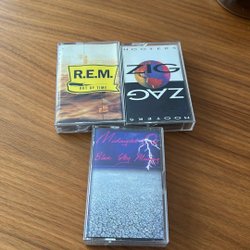 R.E.M.
OUT OF TIME
HOOTERS
ZIG
ZAG
HOOTERS
Midnight Oil
Blue Sky Mining